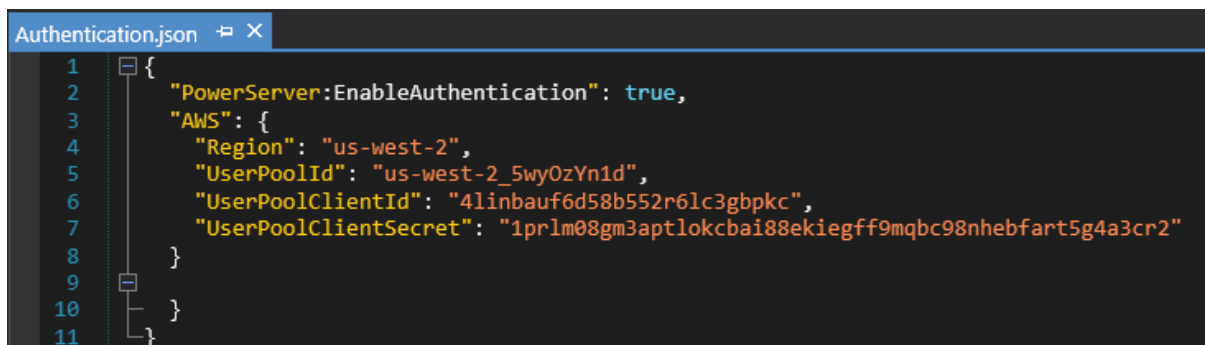 Authentication.json
1 {
2 "PowerServer:EnableAuthentication": true,
3 "AWS": {
4 "Region": "us-west-2",
5 "UserPoolId": "us-west-2_5wyOzYn1d",
6 "UserPoolClientId": "4linbauf6d58b552r6lc3gbpkc",
7 "UserPoolClientSecret": "1prlm08gm3aptlokcbai88ekiegff9mqbc98nhebfart5g4a3cr2"
8 }
9
10 }
11 }